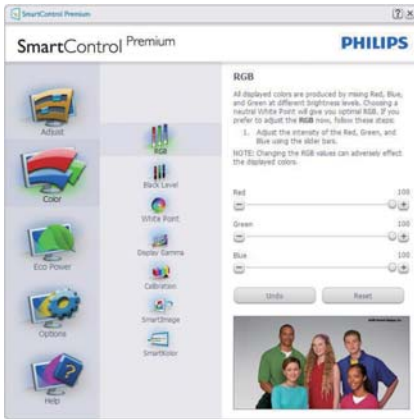 SmartControl Premium
SmartControl Premium
PHILIPS
Adjust
Color
Eco Power
Options
Help
RGB
Black Level
White Point
Display Gamma
Calibration
SmartImage
SmartKolor
RGB
All displayed colors are produced by mixing Red, Blue,
and Green at different brightness levels. Choosing a
neutral White Point will give you optimal RGB. If you
prefer to adjust the RGB now, follow these steps:
1. Adjust the intensity of the Red, Green, and
Blue using the slider bars.
NOTE: Changing the RGB values can adversely effect
the displayed colors.
Red 100
Green 100
Blue 100
Undo Reset